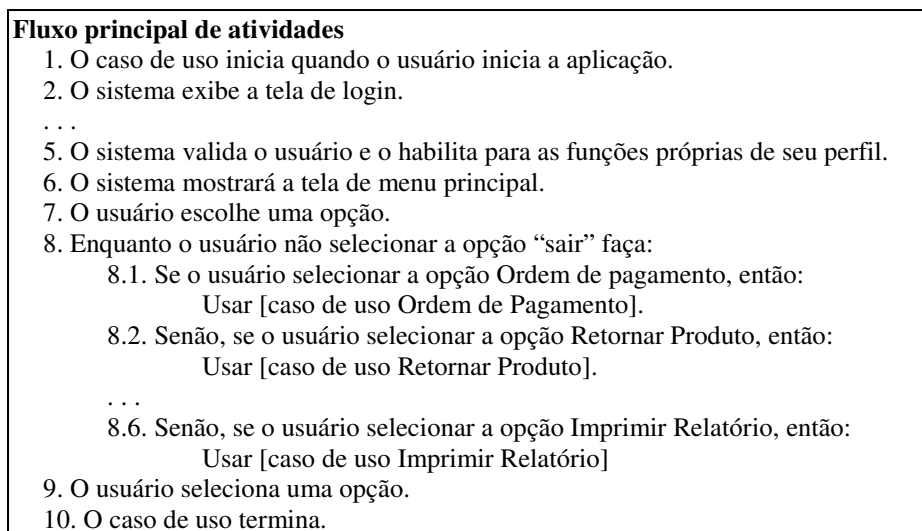 Fluxo principal de atividades
1. O caso de uso inicia quando o usuário inicia a aplicação.
2. O sistema exibe a tela de login.
. . .
5. O sistema valida o usuário e o habilita para as funções próprias de seu perfil.
6. O sistema mostrará a tela de menu principal.
7. O usuário escolhe uma opção.
8. Enquanto o usuário não selecionar a opção “sair” faça:
8.1. Se o usuário selecionar a opção Ordem de pagamento, então:
Usar [caso de uso Ordem de Pagamento].
8.2. Senão, se o usuário selecionar a opção Retornar Produto, então:
Usar [caso de uso Retornar Produto].
. . .
8.6. Senão, se o usuário selecionar a opção Imprimir Relatório, então:
Usar [caso de uso Imprimir Relatório]
9. O usuário seleciona uma opção.
10. O caso de uso termina.